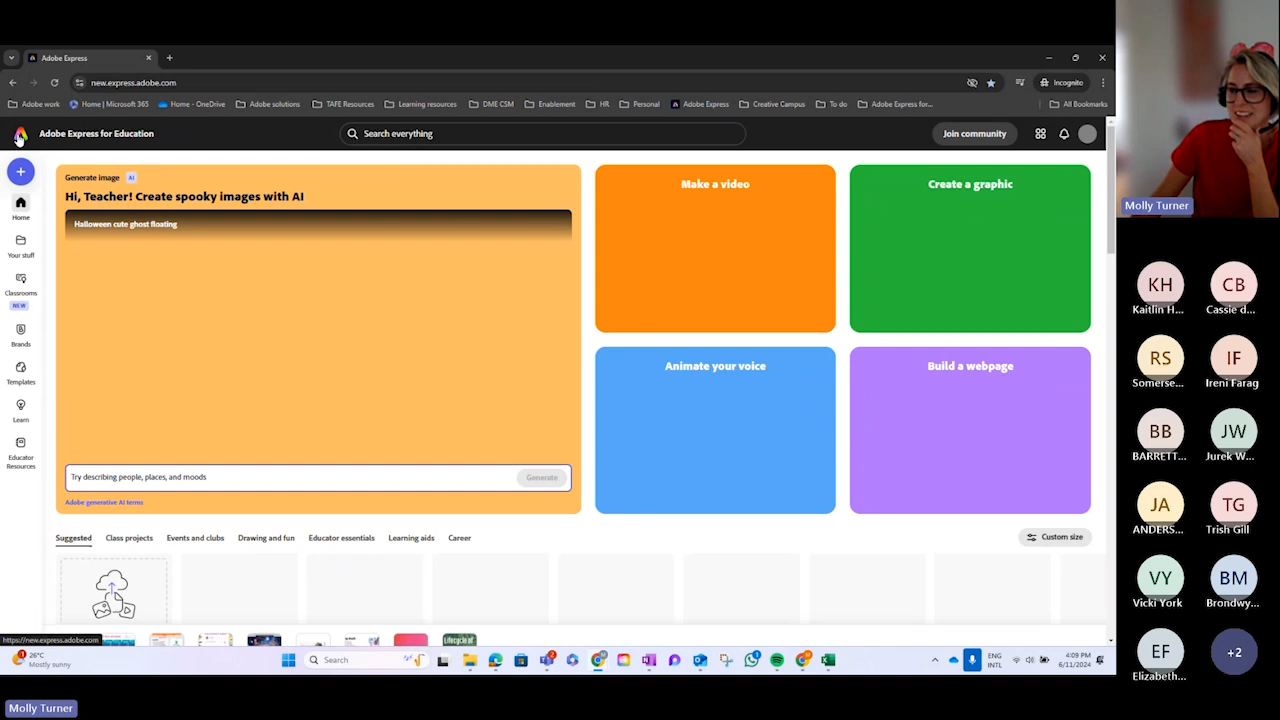 Adobe Express
new.express.adobe.com
Incognito
Adobe work
Home | Microsoft 365
Home - OneDrive
Adobe solutions
TAFE Resources
Learning resources
DME CSM
Enablement
HR
Personal
Adobe Express
Creative Campus
To do
Adobe Express for...
All Bookmarks
Adobe Express for Education
Search everything
Join community
Home
Your stuff
Classrooms
NEW
Brands
Templates
Learn
Educator
Resources
Generate image AI
Hi, Teacher! Create spooky images with AI
Halloween cute ghost floating
Try describing people, places, and moods
Generate
Adobe generative AI terms
Make a video
Create a graphic
Animate your voice
Build a webpage
Suggested
Class projects
Events and clubs
Drawing and fun
Educator essentials
Learning aids
Career
Custom size
Lifecycle of
https://new.express.adobe.com
26°C
Mostly sunny
Search
ENG
INTL
4:09 PM
6/11/2024
Molly Turner
Molly Turner
KH
Kaitlin H...
CB
Cassie d...
RS
Somerse...
IF
Ireni Farag
BB
BARRETT...
JW
Jurek W...
JA
ANDERS...
TG
Trish Gill
VY
Vicki York
BM
Brondwy...
EF
Elizabeth...
+2